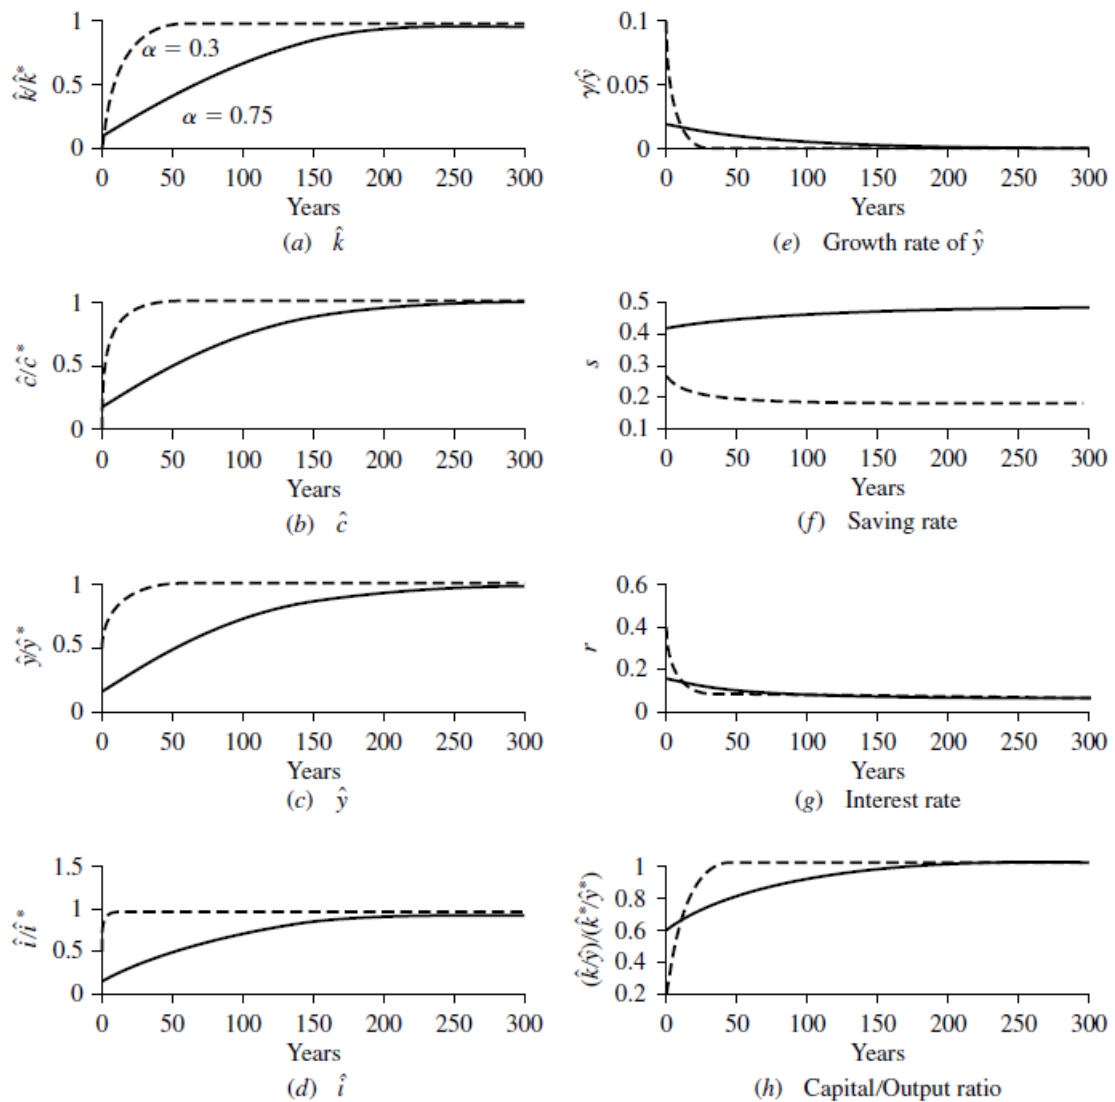 k̂/k̂*
1
0.5
0
α = 0.3
α = 0.75
0 50 100 150 200 250 300
Years
(a) k̂
γ/ŷ
0.1
0.05
0
0 50 100 150 200 250 300
Years
(e) Growth rate of ŷ
ĉ/ĉ*
1
0.5
0
0 50 100 150 200 250 300
Years
(b) ĉ
s
0.5
0.4
0.3
0.2
0.1
0 50 100 150 200 250 300
Years
(f) Saving rate
ŷ/ŷ*
1
0.5
0
0 50 100 150 200 250 300
Years
(c) ŷ
r
0.6
0.4
0.2
0
0 50 100 150 200 250 300
Years
(g) Interest rate
î/î*
1.5
1
0.5
0
0 50 100 150 200 250 300
Years
(d) î
(k̂/ŷ)/(k̂*/ŷ*)
1
0.8
0.6
0.4
0.2
0 50 100 150 200 250 300
Years
(h) Capital/Output ratio